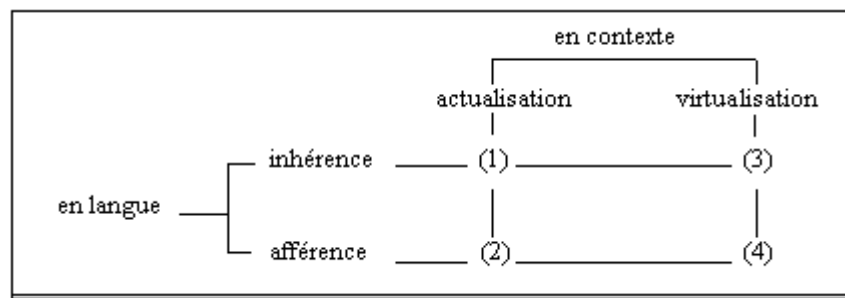 en contexte
actualisation virtualisation
inhérence (1) (3)
en langue
afférence (2) (4)